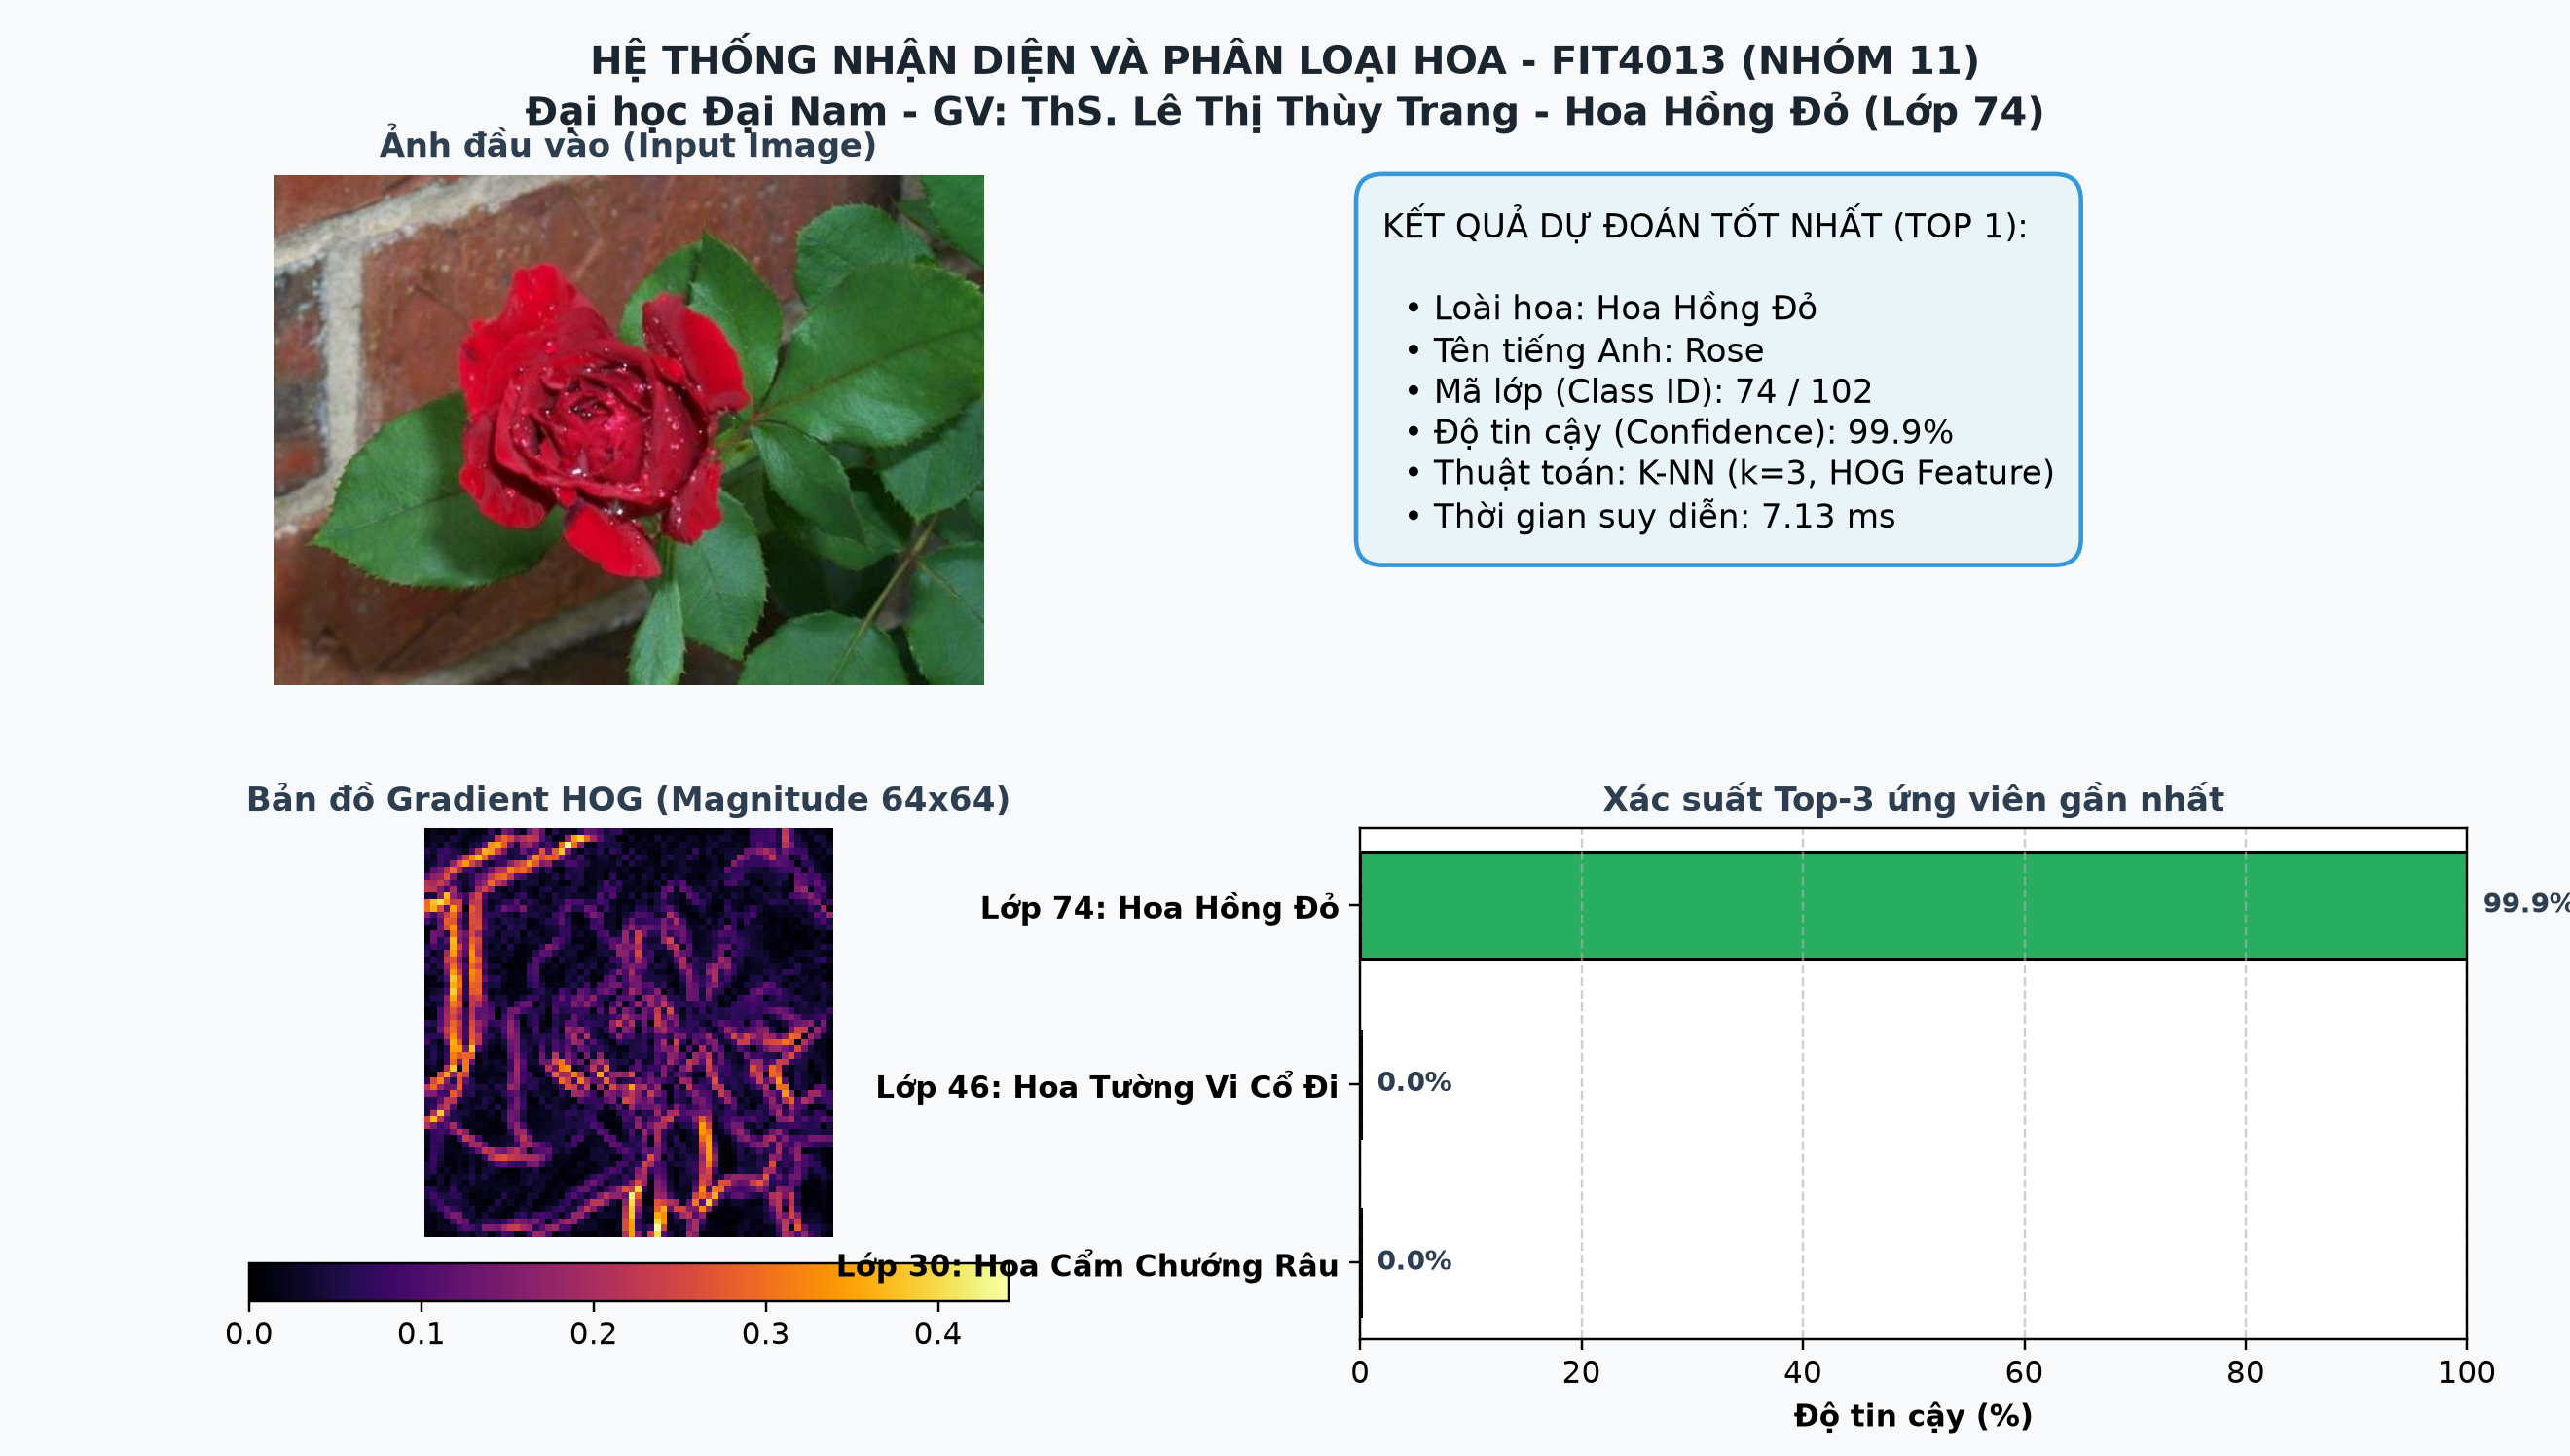 HỆ THỐNG NHẬN DIỆN VÀ PHÂN LOẠI HOA - FIT4013 (NHÓM 11)
Đại học Đại Nam - GV: ThS. Lê Thị Thùy Trang - Hoa Hồng Đỏ (Lớp 74)
Ảnh đầu vào (Input Image)
KẾT QUẢ DỰ ĐOÁN TỐT NHẤT (TOP 1):
• Loài hoa: Hoa Hồng Đỏ
• Tên tiếng Anh: Rose
• Mã lớp (Class ID): 74 / 102
• Độ tin cậy (Confidence): 99.9%
• Thuật toán: K-NN (k=3, HOG Feature)
• Thời gian suy diễn: 7.13 ms
Bản đồ Gradient HOG (Magnitude 64x64)
0.0 0.1 0.2 0.3 0.4
Xác suất Top-3 ứng viên gần nhất
Lớp 74: Hoa Hồng Đỏ 99.9%
Lớp 46: Hoa Tường Vi Cổ Đi 0.0%
Lớp 30: Hoa Cẩm Chướng Râu 0.0%
0 20 40 60 80 100
Độ tin cậy (%)